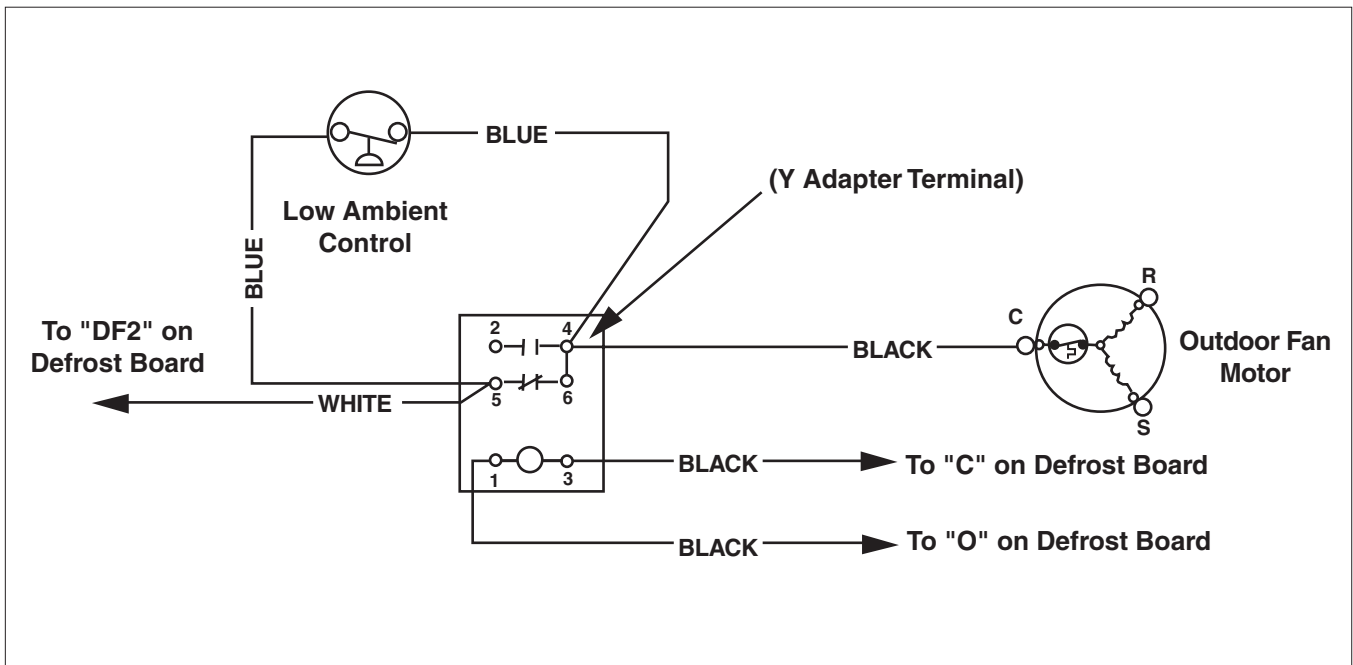 BLUE
(Y Adapter Terminal)
Low Ambient
Control
BLUE
R
C
To "DF2" on
Defrost Board
2
4
BLACK
Outdoor Fan
Motor
5
6
WHITE
S
1
3
BLACK
To "C" on Defrost Board
BLACK
To "O" on Defrost Board